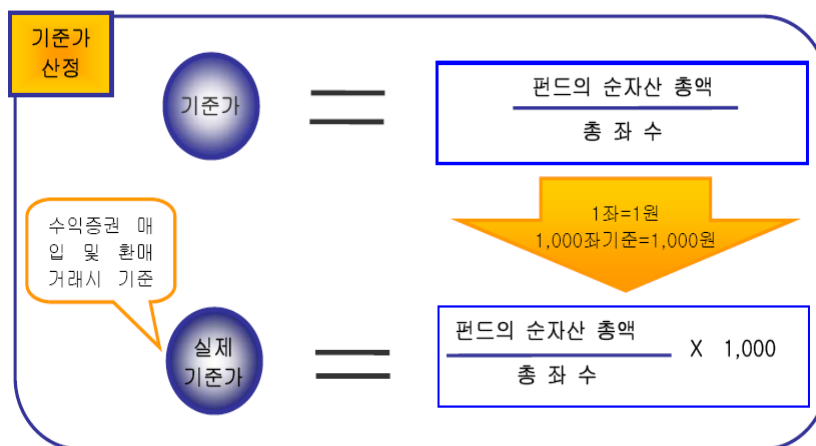 기준가
산정
기준가
펀드의 순자산 총액
총 좌 수
1좌=1원
1,000좌기준=1,000원
수익증권 매
입 및 환매
거래시 기준
실제
기준가
펀드의 순자산 총액
총 좌 수
X 1,000